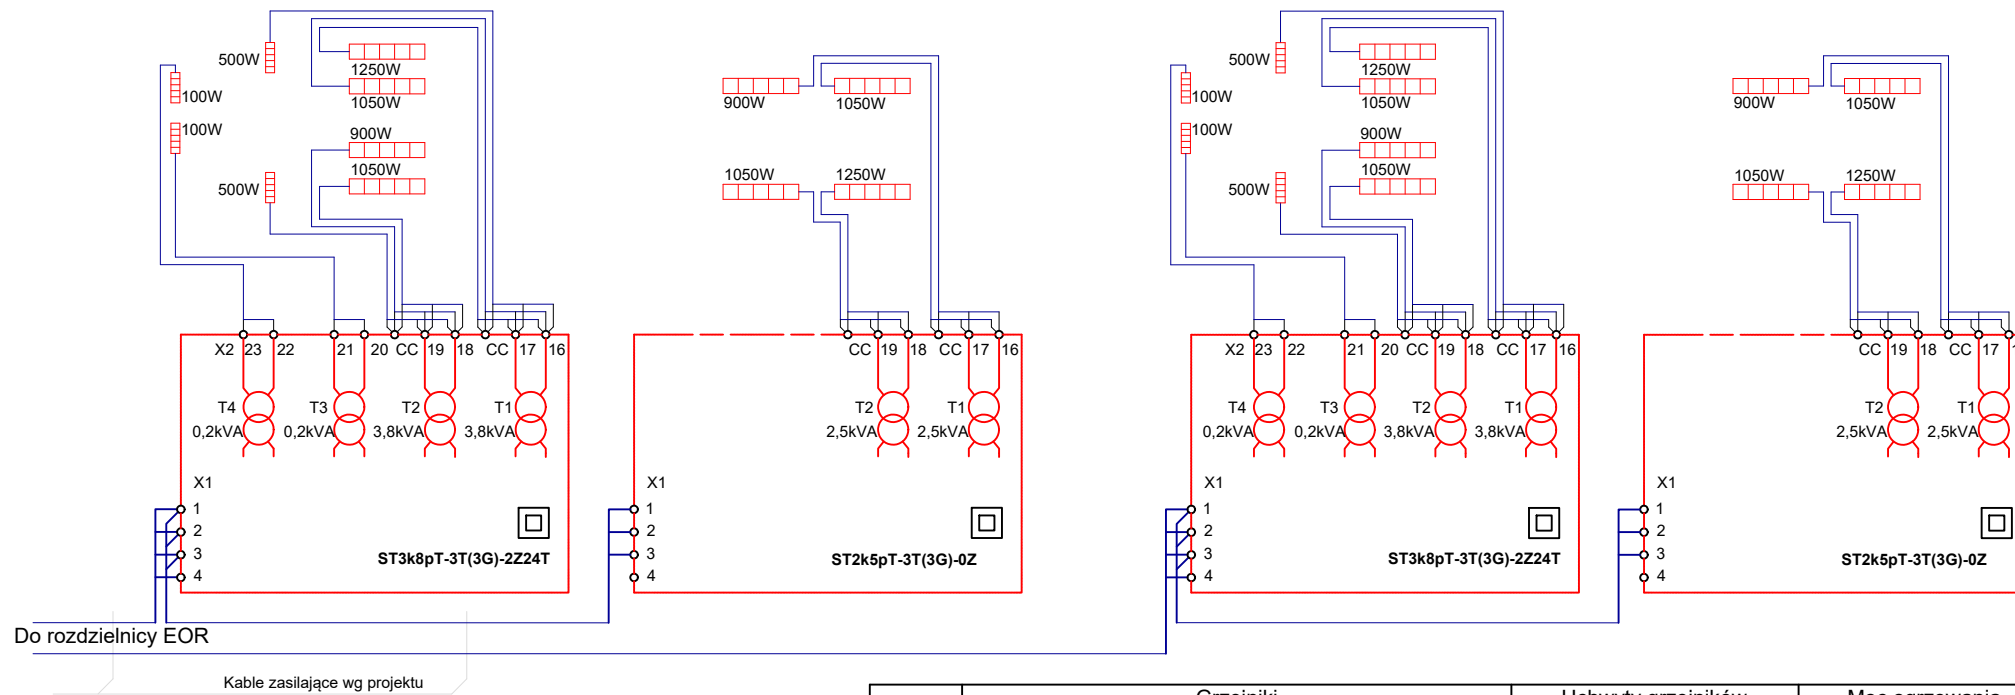 500W
1250W
100W
1050W
100W
900W
500W
1050W
900W
1050W
1050W
1250W
500W
1250W
100W
1050W
100W
900W
500W
1050W
900W
1050W
1050W
1250W
X2 23 22 21 20 CC 19 18 CC 17 16
T4 T3 T2 T1
0,2kVA 0,2kVA 3,8kVA 3,8kVA
X1
1
2
3
4
ST3k8pT-3T(3G)-2Z24T
CC 19 18 CC 17 16
T2 T1
2,5kVA 2,5kVA
X1
1
2
3
4
ST2k5pT-3T(3G)-0Z
X2 23 22 21 20 CC 19 18 CC 17 16
T4 T3 T2 T1
0,2kVA 0,2kVA 3,8kVA 3,8kVA
X1
1
2
3
4
ST3k8pT-3T(3G)-2Z24T
CC 19 18 CC 17
T2 T1
2,5kVA 2,5kVA
X1
1
2
3
4
ST2k5pT-3T(3G)-0Z
Do rozdzielnicy EOR
Kable zasilające wg projektu
Grzejniki
Uchwyty grzejników
Moc ogrzewania